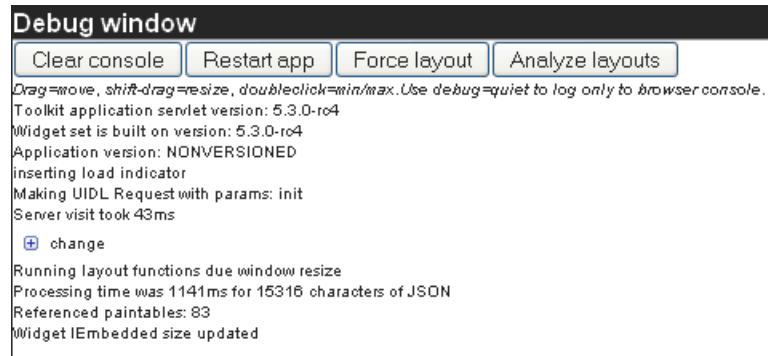 Debug window
Clear console Restart app Force layout Analyze layouts
Drag=move, shift-drag=resize, doubleclick=min/max.Use debug=quiet to log only to browser console.
Toolkit application servlet version: 5.3.0-rc4
Widget set is built on version: 5.3.0-rc4
Application version: NONVERSIONED
inserting load indicator
Making UIDL Request with params: init
Server visit took 43ms
change
Running layout functions due window resize
Processing time was 1141ms for 15316 characters of JSON
Referenced paintables: 83
Widget IEmbedded size updated